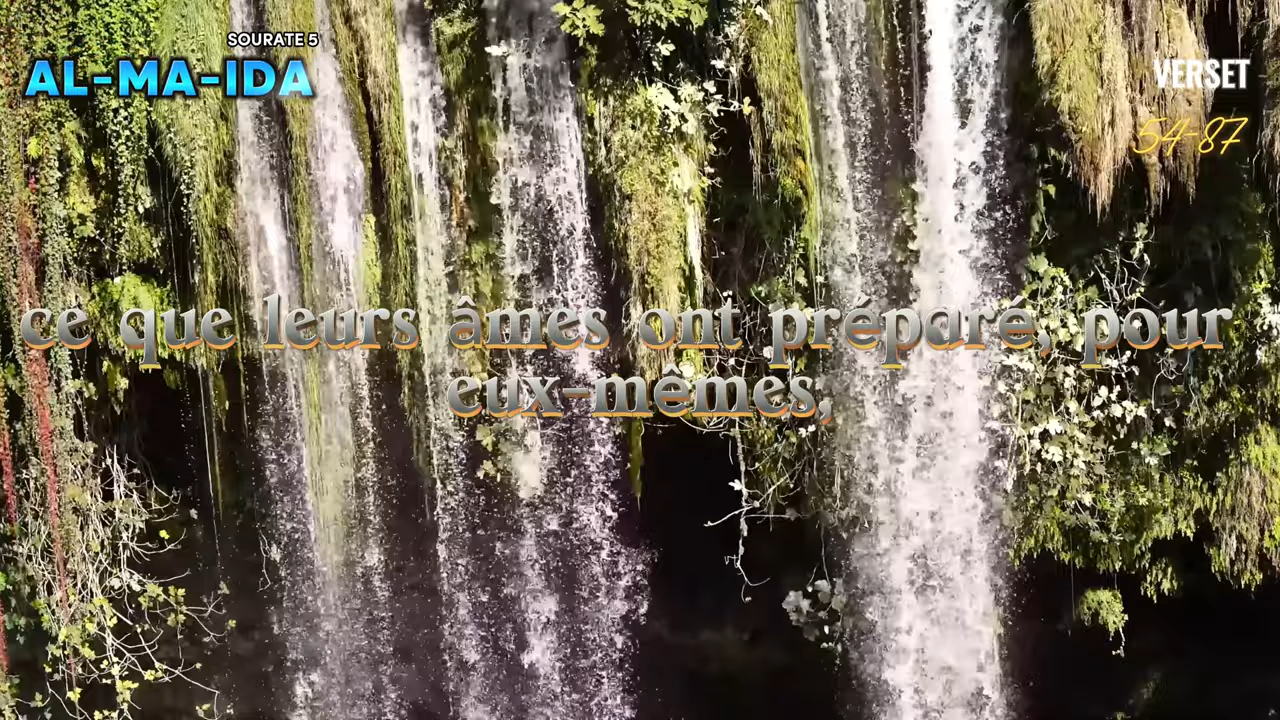 SOURATE 5
AL-MA-IDA
VERSET
54-87
ce que leurs âmes ont préparé, pour
eux-mêmes,